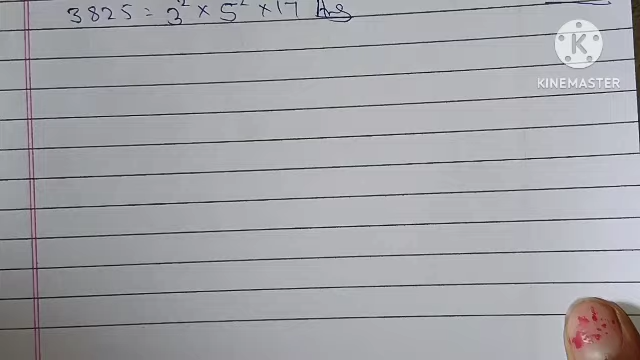 3825 = 3² × 5² × 17 Ans
KINEMASTER